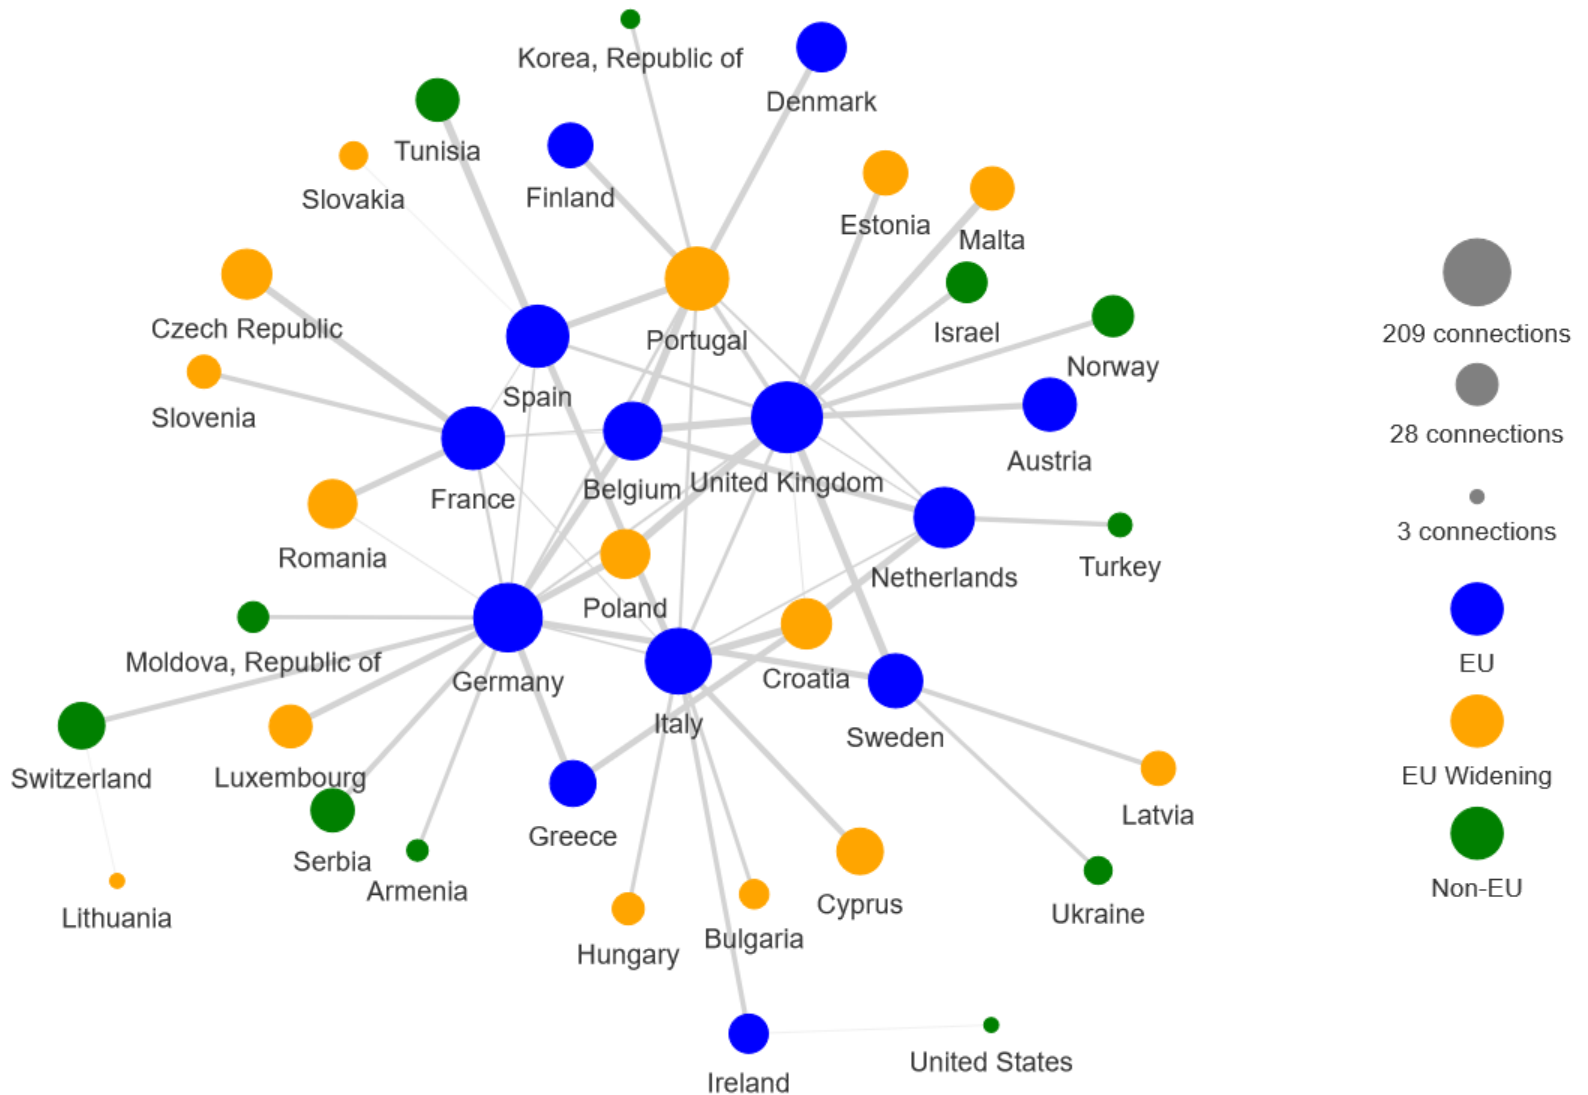 Korea, Republic of
Denmark
Tunisia
Slovakia
Finland
Estonia
Malta
Czech Republic
Israel
Portugal
Norway
Slovenia
Spain
Austria
France
Belgium
United Kingdom
Romania
Netherlands
Turkey
Poland
Moldova, Republic of
Germany
Croatia
Italy
Sweden
Switzerland
Luxembourg
Latvia
Greece
Serbia
Armenia
Cyprus
Ukraine
Lithuania
Bulgaria
Hungary
United States
Ireland
209 connections
28 connections
3 connections
EU
EU Widening
Non-EU